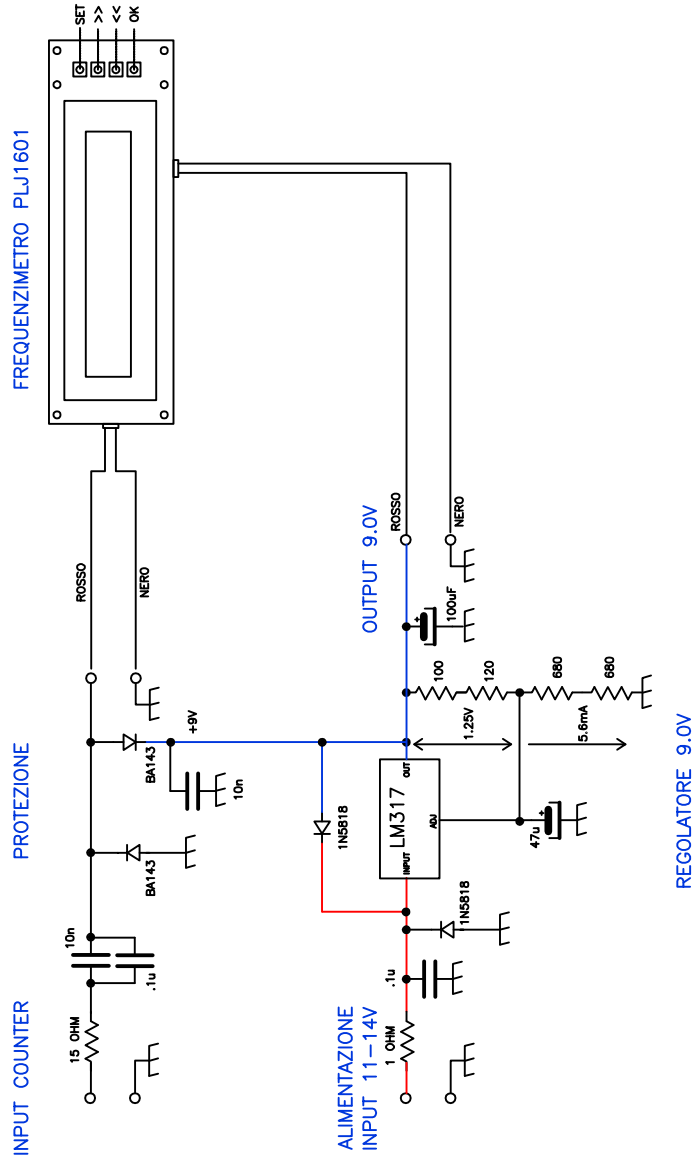 INPUT COUNTER
PROTEZIONE
FREQUENZIMETRO PLJ1601
SET
>>
<<
OK
15 OHM
10n
.1u
BA143
BA143
+9V
10n
ROSSO
NERO
ALIMENTAZIONE
INPUT 11-14V
1 OHM
.1u
1N5818
1N5818
LM317
INPUT
OUT
ADJ
OUTPUT 9.0V
ROSSO
NERO
100uF
+
100
120
680
680
1.25V
5.6mA
47u
+
REGOLATORE 9.0V